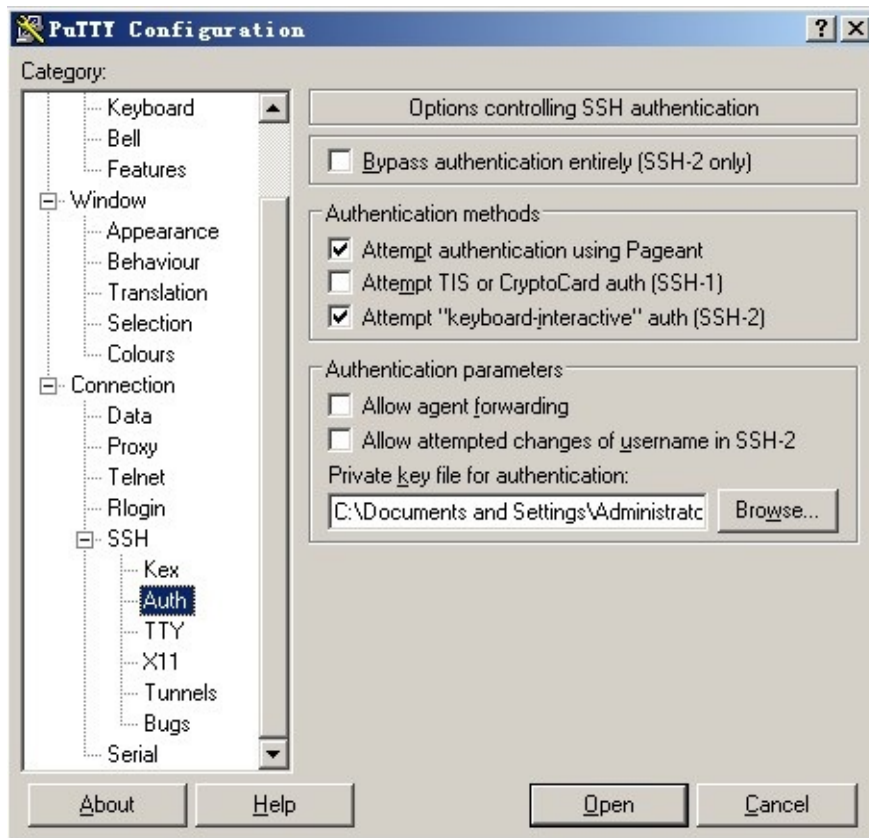 PuTTY Configuration
Category:
Keyboard
Bell
Features
Window
Appearance
Behaviour
Translation
Selection
Colours
Connection
Data
Proxy
Telnet
Rlogin
SSH
Kex
Auth
TTY
X11
Tunnels
Bugs
Serial
Options controlling SSH authentication
Bypass authentication entirely (SSH-2 only)
Authentication methods
Attempt authentication using Pageant
Attempt TIS or CryptoCard auth (SSH-1)
Attempt "keyboard-interactive" auth (SSH-2)
Authentication parameters
Allow agent forwarding
Allow attempted changes of username in SSH-2
Private key file for authentication:
C:\Documents and Settings\Administratc
Browse...
About
Help
Open
Cancel